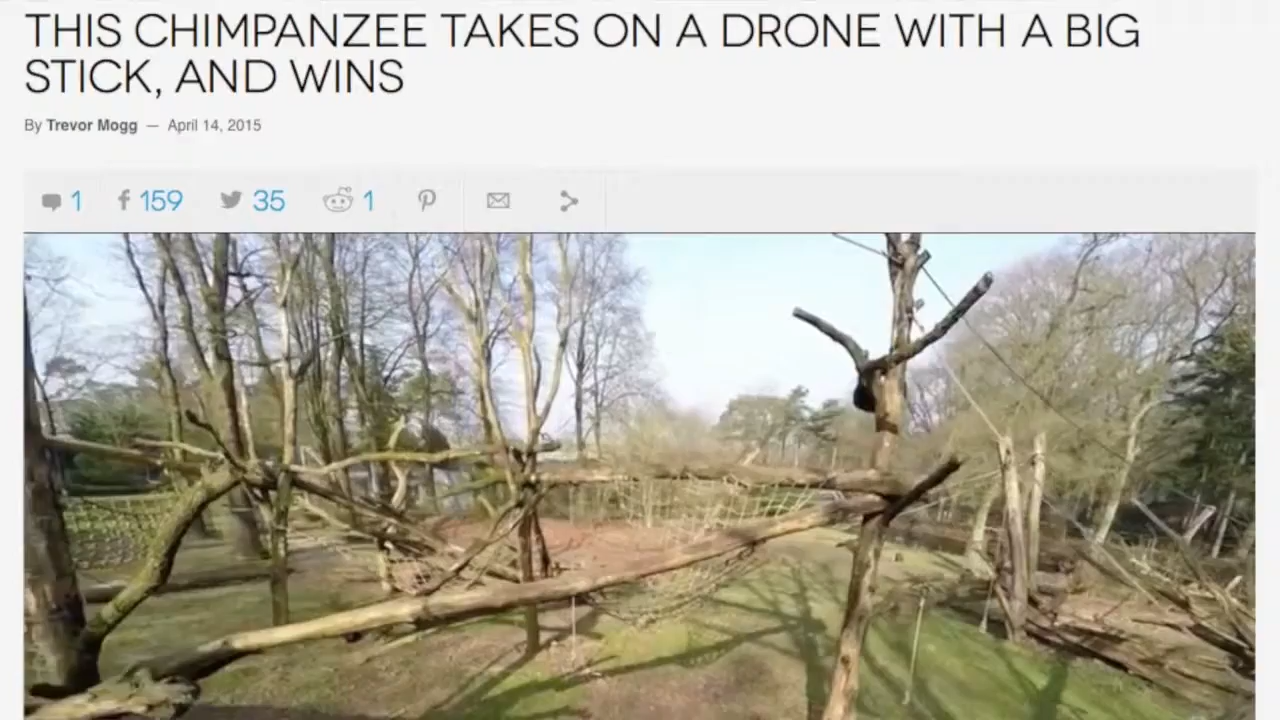 THIS CHIMPANZEE TAKES ON A DRONE WITH A BIG
STICK, AND WINS
By Trevor Mogg — April 14, 2015
1 159 35 1